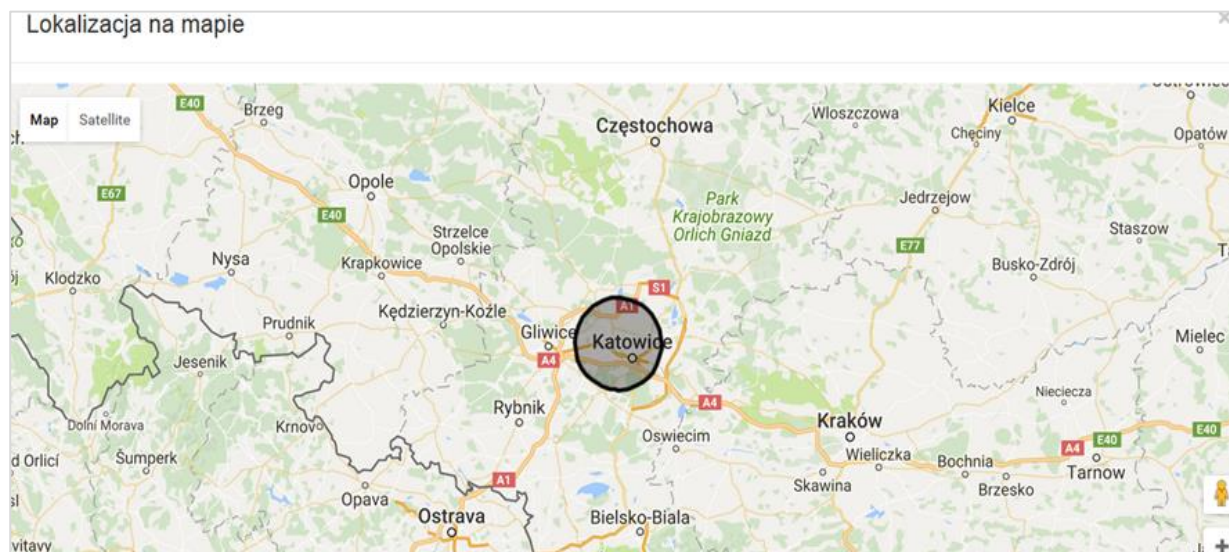 Lokalizacja na mapie
×
Map
Satellite
E40
Brzeg
Częstochowa
Wloszczowa
Kielce
Chęciny
Opatów
E67
Opole
E40
Park
Krajobrazowy
Orlich Gniazd
Jedrzejow
Strzelce
Opolskie
Staszow
E77
Nysa
Krapkowice
Busko-Zdrój
Klodzko
S1
A1
Kędzierzyn-Koźle
Prudnik
Gliwice
Katowice
Mielec
A4
Jesenik
Nieciecza
Rybnik
A4
Kraków
Dolní Morava
Krnov
Oswiecim
E40
A4
E40
d Orlicí
Šumperk
Wieliczka
Bochnia
Tarnow
A1
Skawina
Brzesko
Opava
Ostrava
Bielsko-Biala
vitavy